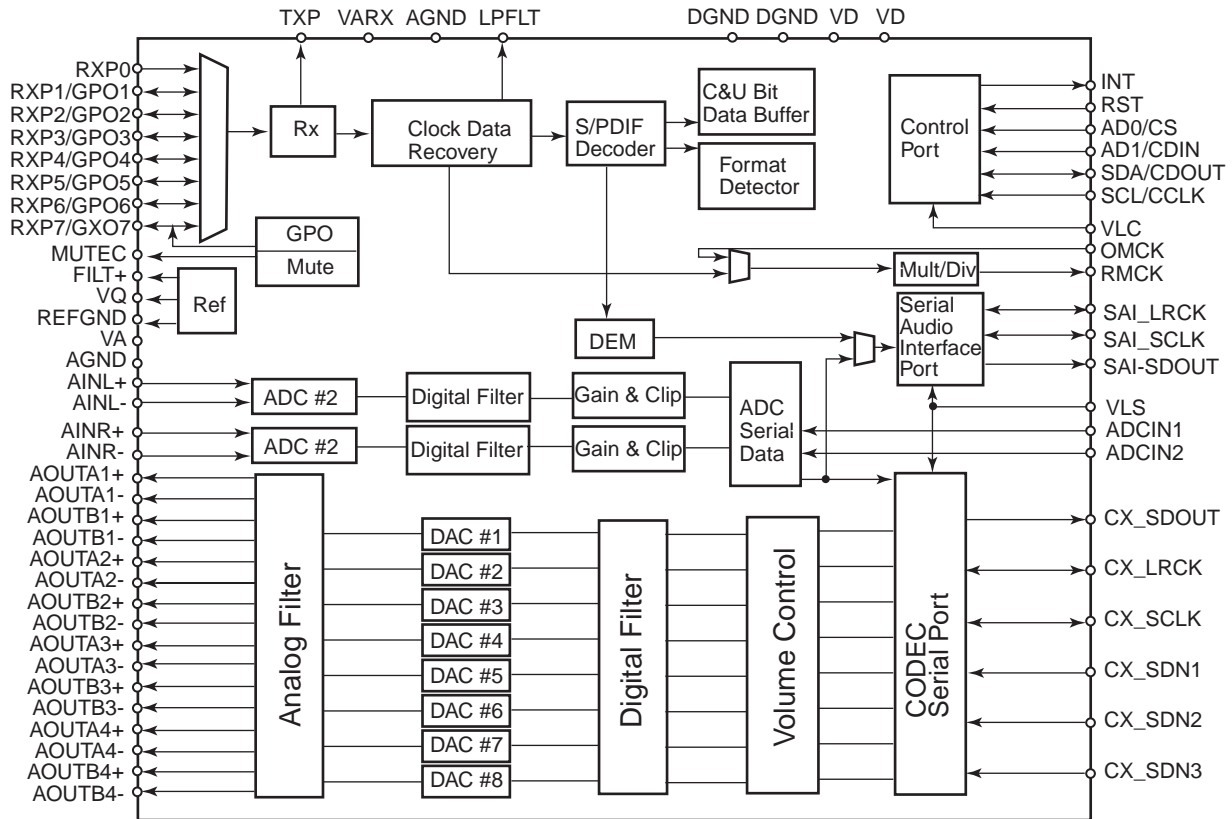 TXP VARX AGND LPFLT DGND DGND VD VD
RXP0
RXP1/GPO1
RXP2/GPO2
RXP3/GPO3
RXP4/GPO4
RXP5/GPO5
RXP6/GPO6
RXP7/GXO7
MUTEC
FILT+
VQ
REFGND
VA
AGND
AINL+
AINL-
AINR+
AINR-
AOUTA1+
AOUTA1-
AOUTB1+
AOUTB1-
AOUTA2+
AOUTA2-
AOUTB2+
AOUTB2-
AOUTA3+
AOUTA3-
AOUTB3+
AOUTB3-
AOUTA4+
AOUTA4-
AOUTB4+
AOUTB4-
Rx
Clock Data
Recovery
S/PDIF
Decoder
C&U Bit
Data Buffer
Format
Detector
Control
Port
GPO
Mute
Ref
Mult/Div
DEM
Serial
Audio
Interface
Port
ADC #2
Digital Filter
Gain & Clip
ADC #2
Digital Filter
Gain & Clip
ADC
Serial
Data
Analog Filter
DAC #1
DAC #2
DAC #3
DAC #4
DAC #5
DAC #6
DAC #7
DAC #8
Digital Filter
Volume Control
CODEC
Serial Port
INT
RST
AD0/CS
AD1/CDIN
SDA/CDOUT
SCL/CCLK
VLC
OMCK
RMCK
SAI_LRCK
SAI_SCLK
SAI-SDOUT
VLS
ADCIN1
ADCIN2
CX_SDOUT
CX_LRCK
CX_SCLK
CX_SDN1
CX_SDN2
CX_SDN3